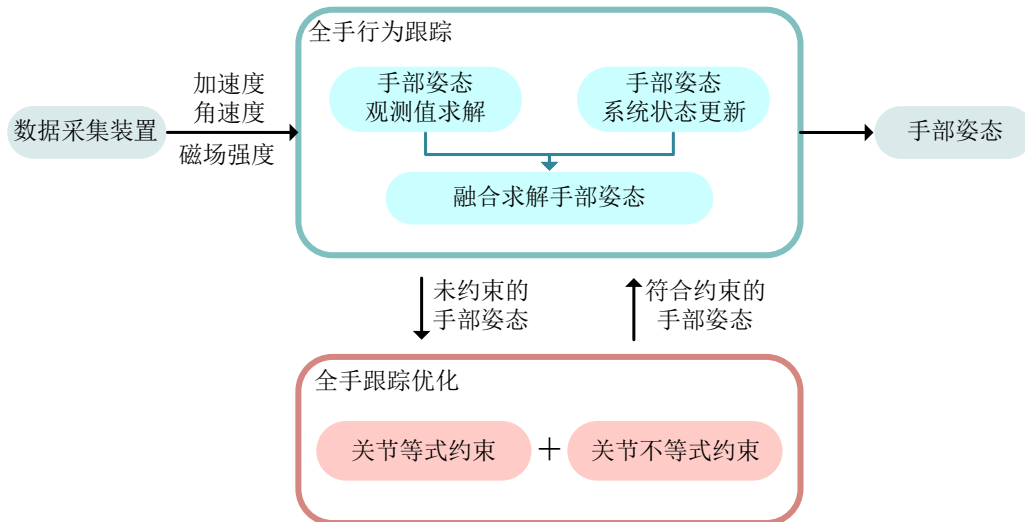 全手行为跟踪
手部姿态
观测值求解
手部姿态
系统状态更新
融合求解手部姿态
数据采集装置
加速度
角速度
磁场强度
手部姿态
未约束的
手部姿态
符合约束的
手部姿态
全手跟踪优化
关节等式约束
+
关节不等式约束